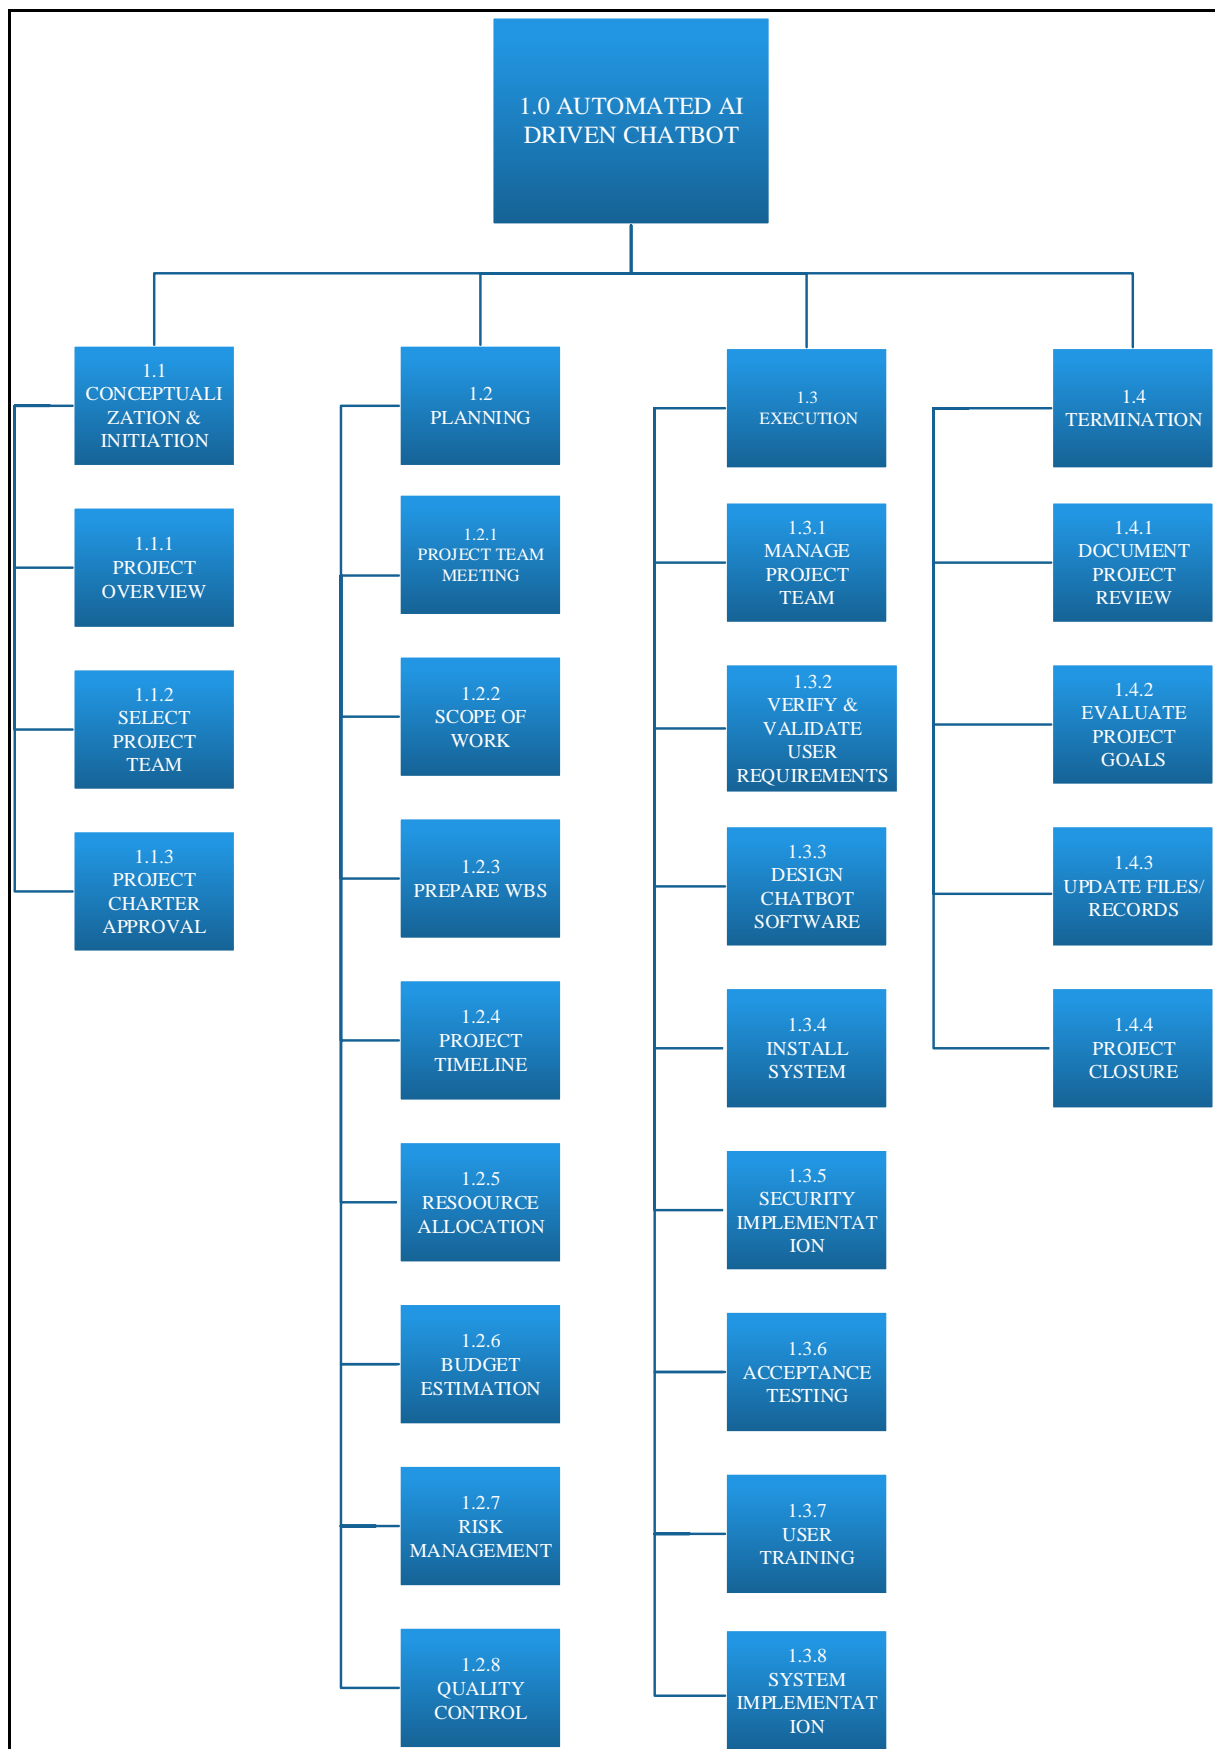 1.0 AUTOMATED AI
DRIVEN CHATBOT
1.1
CONCEPTUALI
ZATION &
INITIATION
1.1.1
PROJECT
OVERVIEW
1.1.2
SELECT
PROJECT
TEAM
1.1.3
PROJECT
CHARTER
APPROVAL
1.2
PLANNING
1.2.1
PROJECT TEAM
MEETING
1.2.2
SCOPE OF
WORK
1.2.3
PREPARE WBS
1.2.4
PROJECT
TIMELINE
1.2.5
RESOOURCE
ALLOCATION
1.2.6
BUDGET
ESTIMATION
1.2.7
RISK
MANAGEMENT
1.2.8
QUALITY
CONTROL
1.3
EXECUTION
1.3.1
MANAGE
PROJECT
TEAM
1.3.2
VERIFY &
VALIDATE
USER
REQUIREMENTS
1.3.3
DESIGN
CHATBOT
SOFTWARE
1.3.4
INSTALL
SYSTEM
1.3.5
SECURITY
IMPLEMENTAT
ION
1.3.6
ACCEPTANCE
TESTING
1.3.7
USER
TRAINING
1.3.8
SYSTEM
IMPLEMENTAT
ION
1.4
TERMINATION
1.4.1
DOCUMENT
PROJECT
REVIEW
1.4.2
EVALUATE
PROJECT
GOALS
1.4.3
UPDATE FILES/
RECORDS
1.4.4
PROJECT
CLOSURE